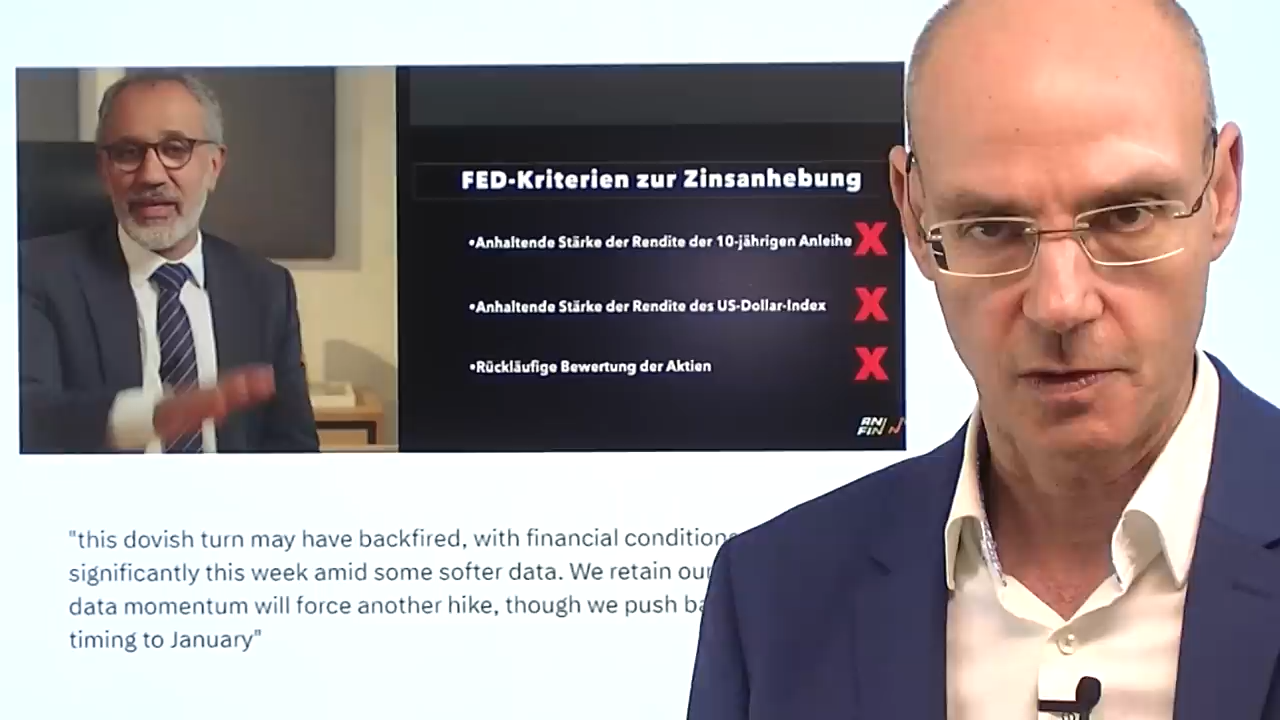 FED-Kriterien zur Zinsanhebung
•Anhaltende Stärke der Rendite der 10-jährigen Anleihe X
•Anhaltende Stärke der Rendite des US-Dollar-Index X
•Rückläufige Bewertung der Aktien X
"this dovish turn may have backfired, with financial conditions
significantly this week amid some softer data. We retain our
data momentum will force another hike, though we push
timing to January"